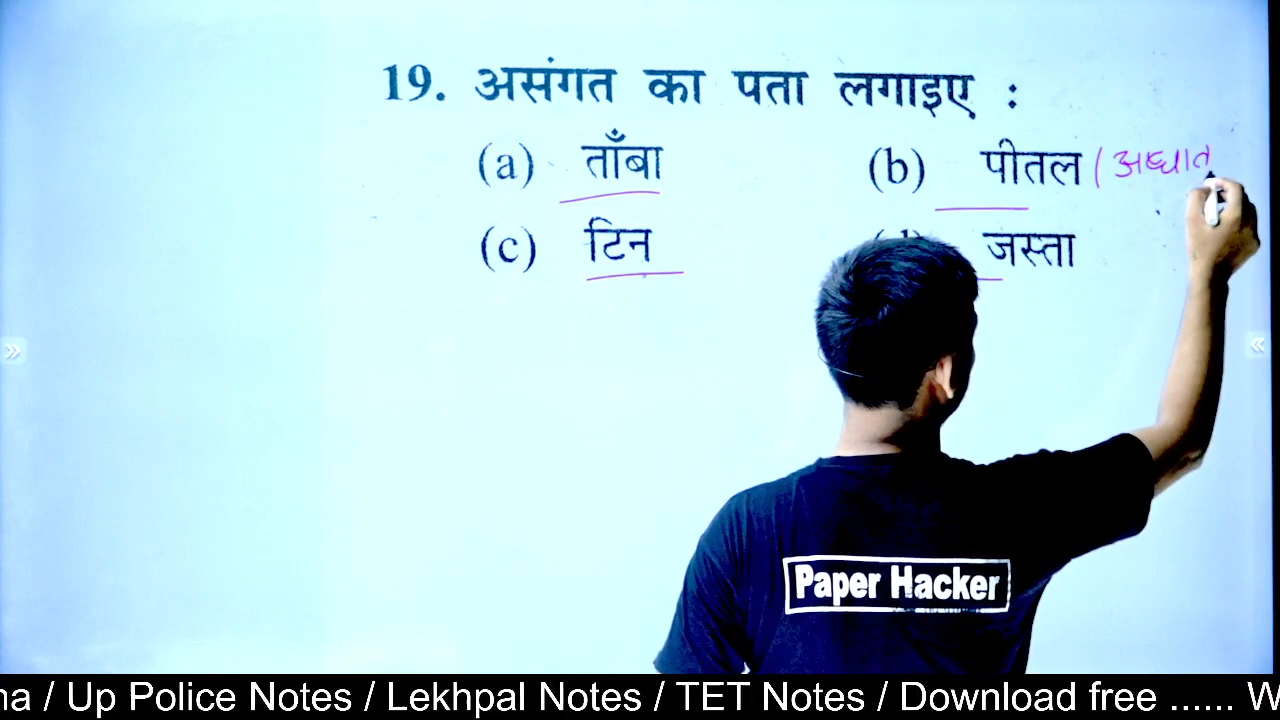 19. असंगत का पता लगाइए :
(a) ताँबा (b) पीतल (अधात
(c) टिन जस्ता
Paper Hacker
na / Up Police Notes / Lekhpal Notes / TET Notes / Download free ...... W